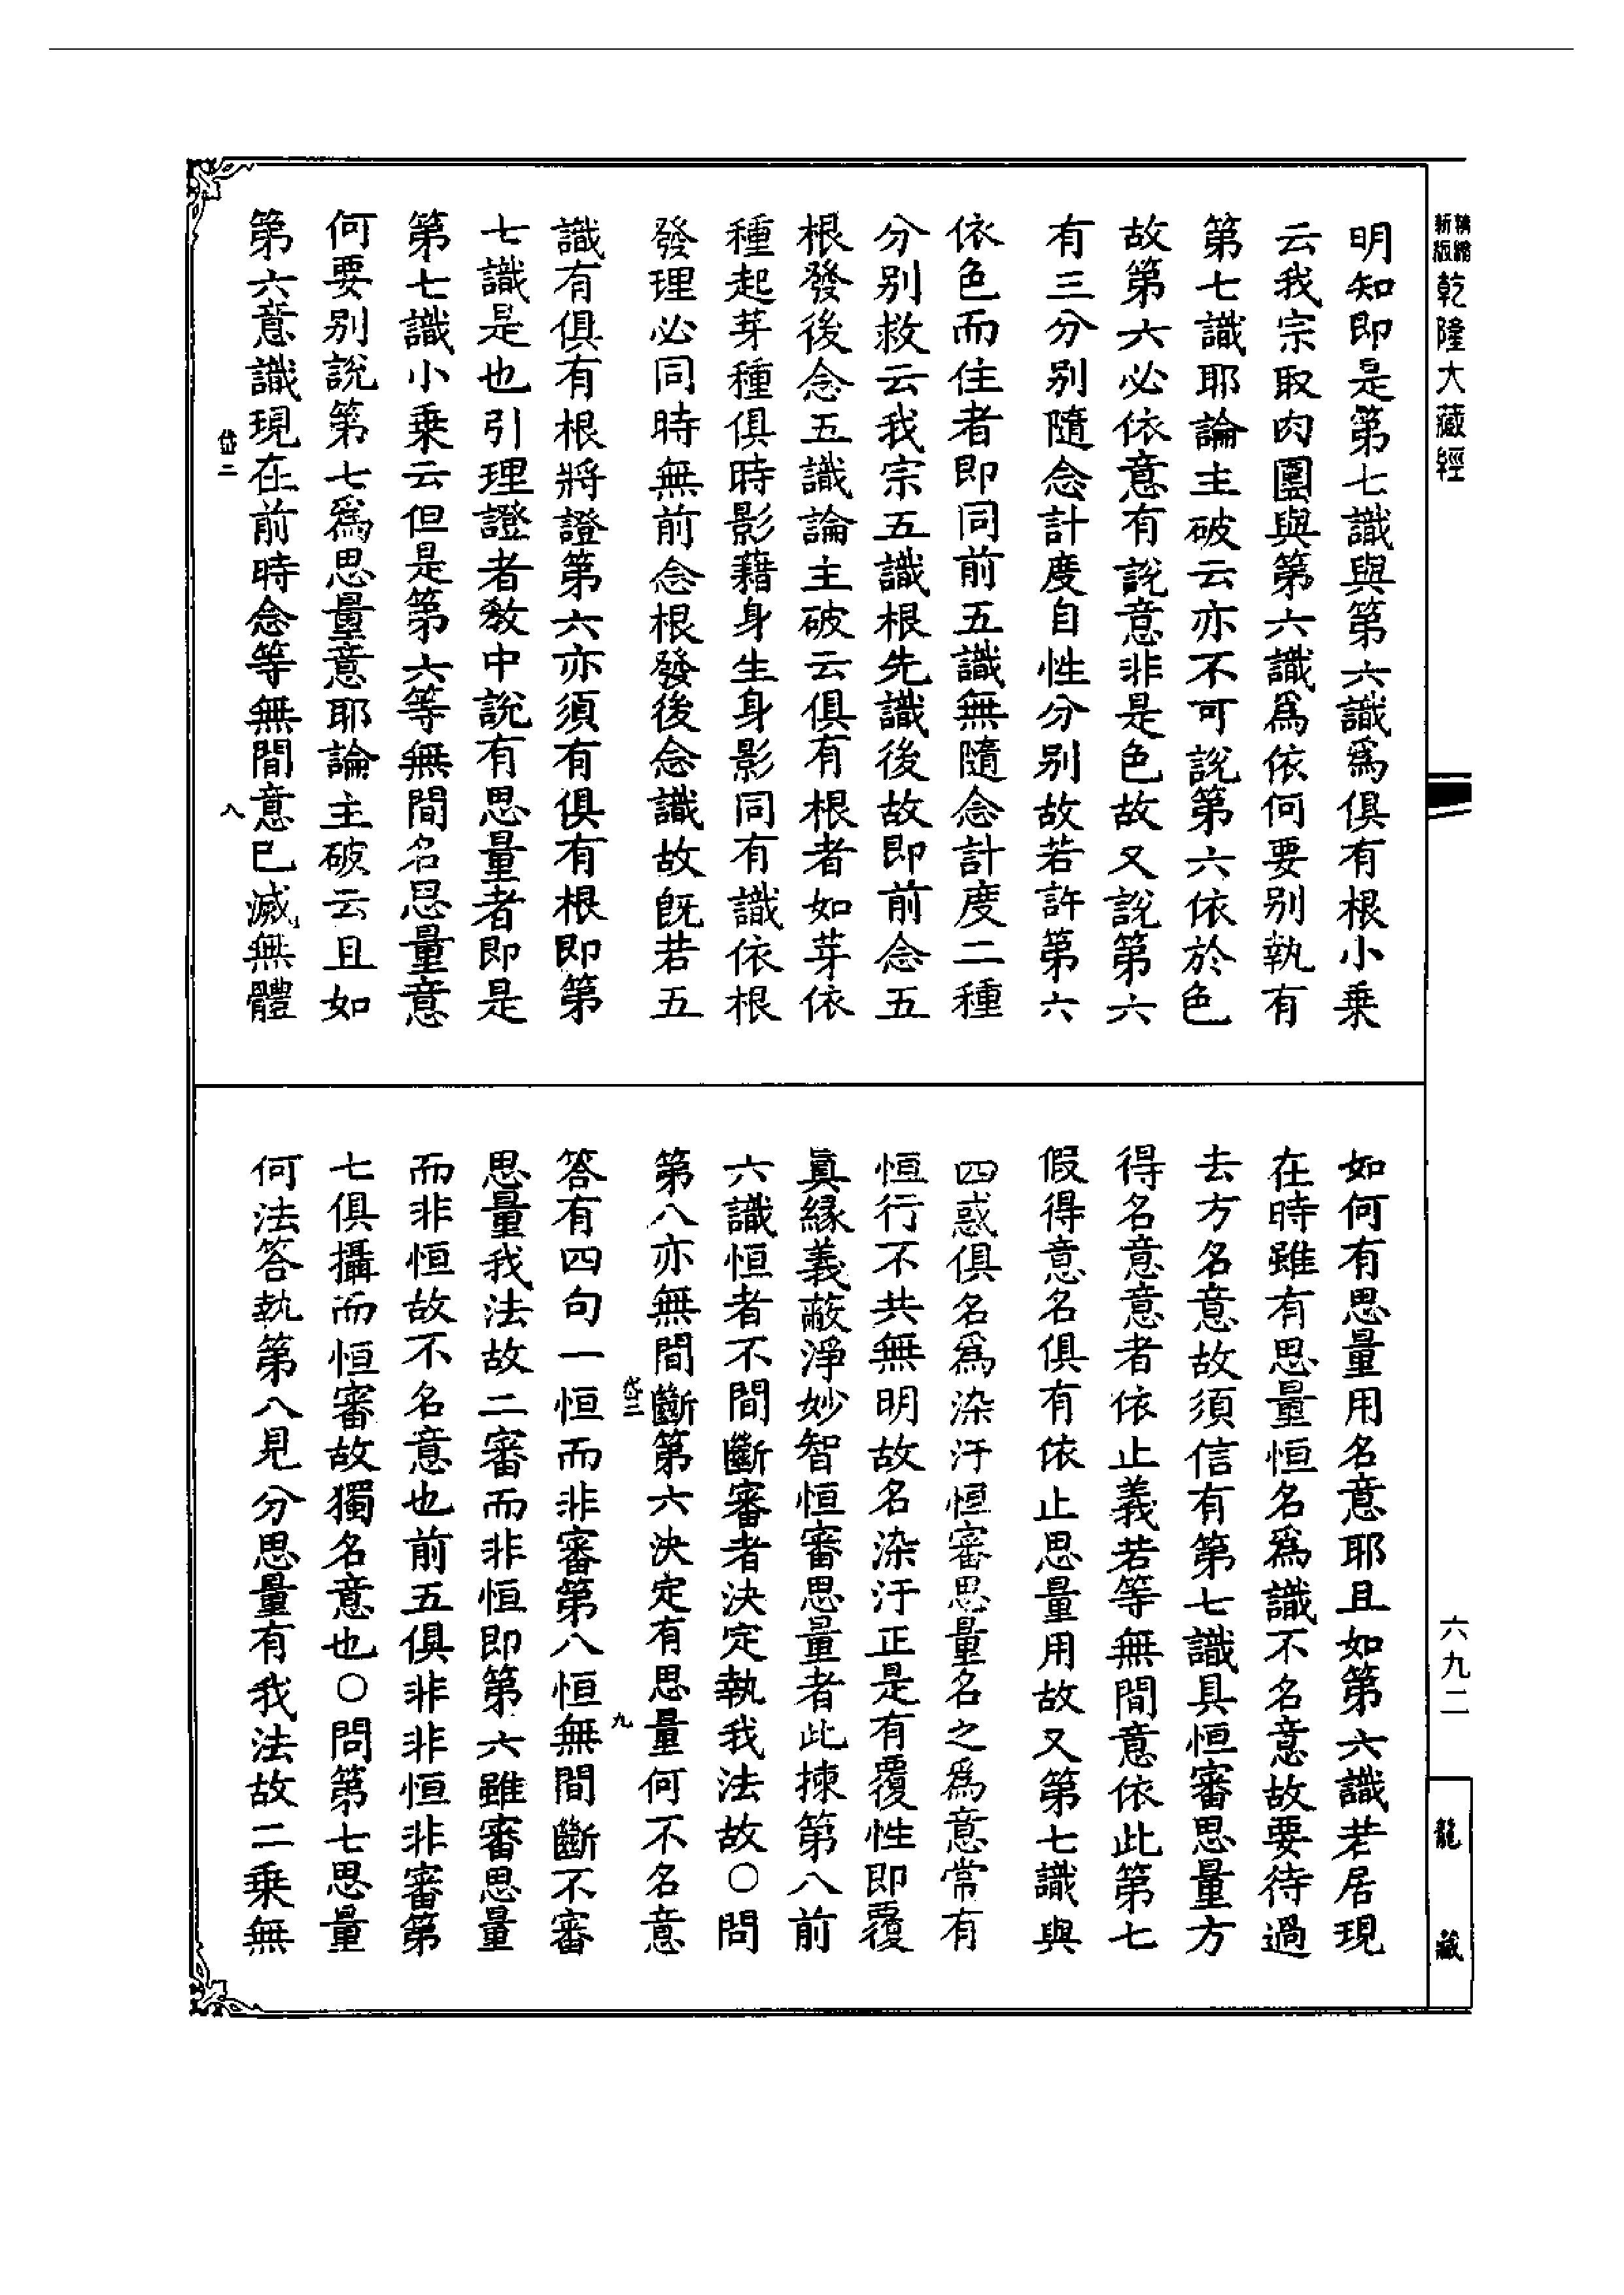 精縮新版乾隆大藏經
明知即是第七識與第六識爲俱有根小乗
云我宗取肉團與第六識爲依何要別執有
第七識耶論主破云亦不可說第六依於色
故第六必依意有說意非是色故又說第六
有三分別隨念計度自性分別故若許第六
依色而住者即同前五識無隨念計度二種
分別救云我宗五識根先識後故即前念五
根發後念五識論主破云俱有根者如芽依
種起芽種俱時影藉身生身影同有識依根
發理必同時無前念根發後念識故旣若五
識有俱有根將證第六亦須有俱有根即第
七識是也引理證者敎中說有思量者即是
第七識小乗云但是第六等無間名思量意
何要別說第七爲思量意耶論主破云且如
第六意識現在前時念等無間意已滅無體
岱二
八
如何有思量用名意耶且如第六識若居現
在時雖有思量恒名爲識不名意故要待過
去方名意故須信有第七識具恒審思量方
得名意意者依止義若等無間意依此第七
假得意名俱有依止思量用故又第七識與
四惑俱名爲染汙恒審思量名之爲意常有
恒行不共無明故名染汙正是有覆性即覆
眞緣義蔽淨妙智恒審思量者此揀第八前
六識恒者不間斷審者決定執我法故○問
第八亦無間斷第六決定有思量何不名意
岱二
九
答有四句一恒而非審第八恒無間斷不審
思量我法故二審而非恒即第六雖審思量
而非恒故不名意也前五俱非非恒非審第
七俱攝而恒審故獨名意也○問第七思量
何法答執第八見分思量有我法故二乗無
六九二
龍藏